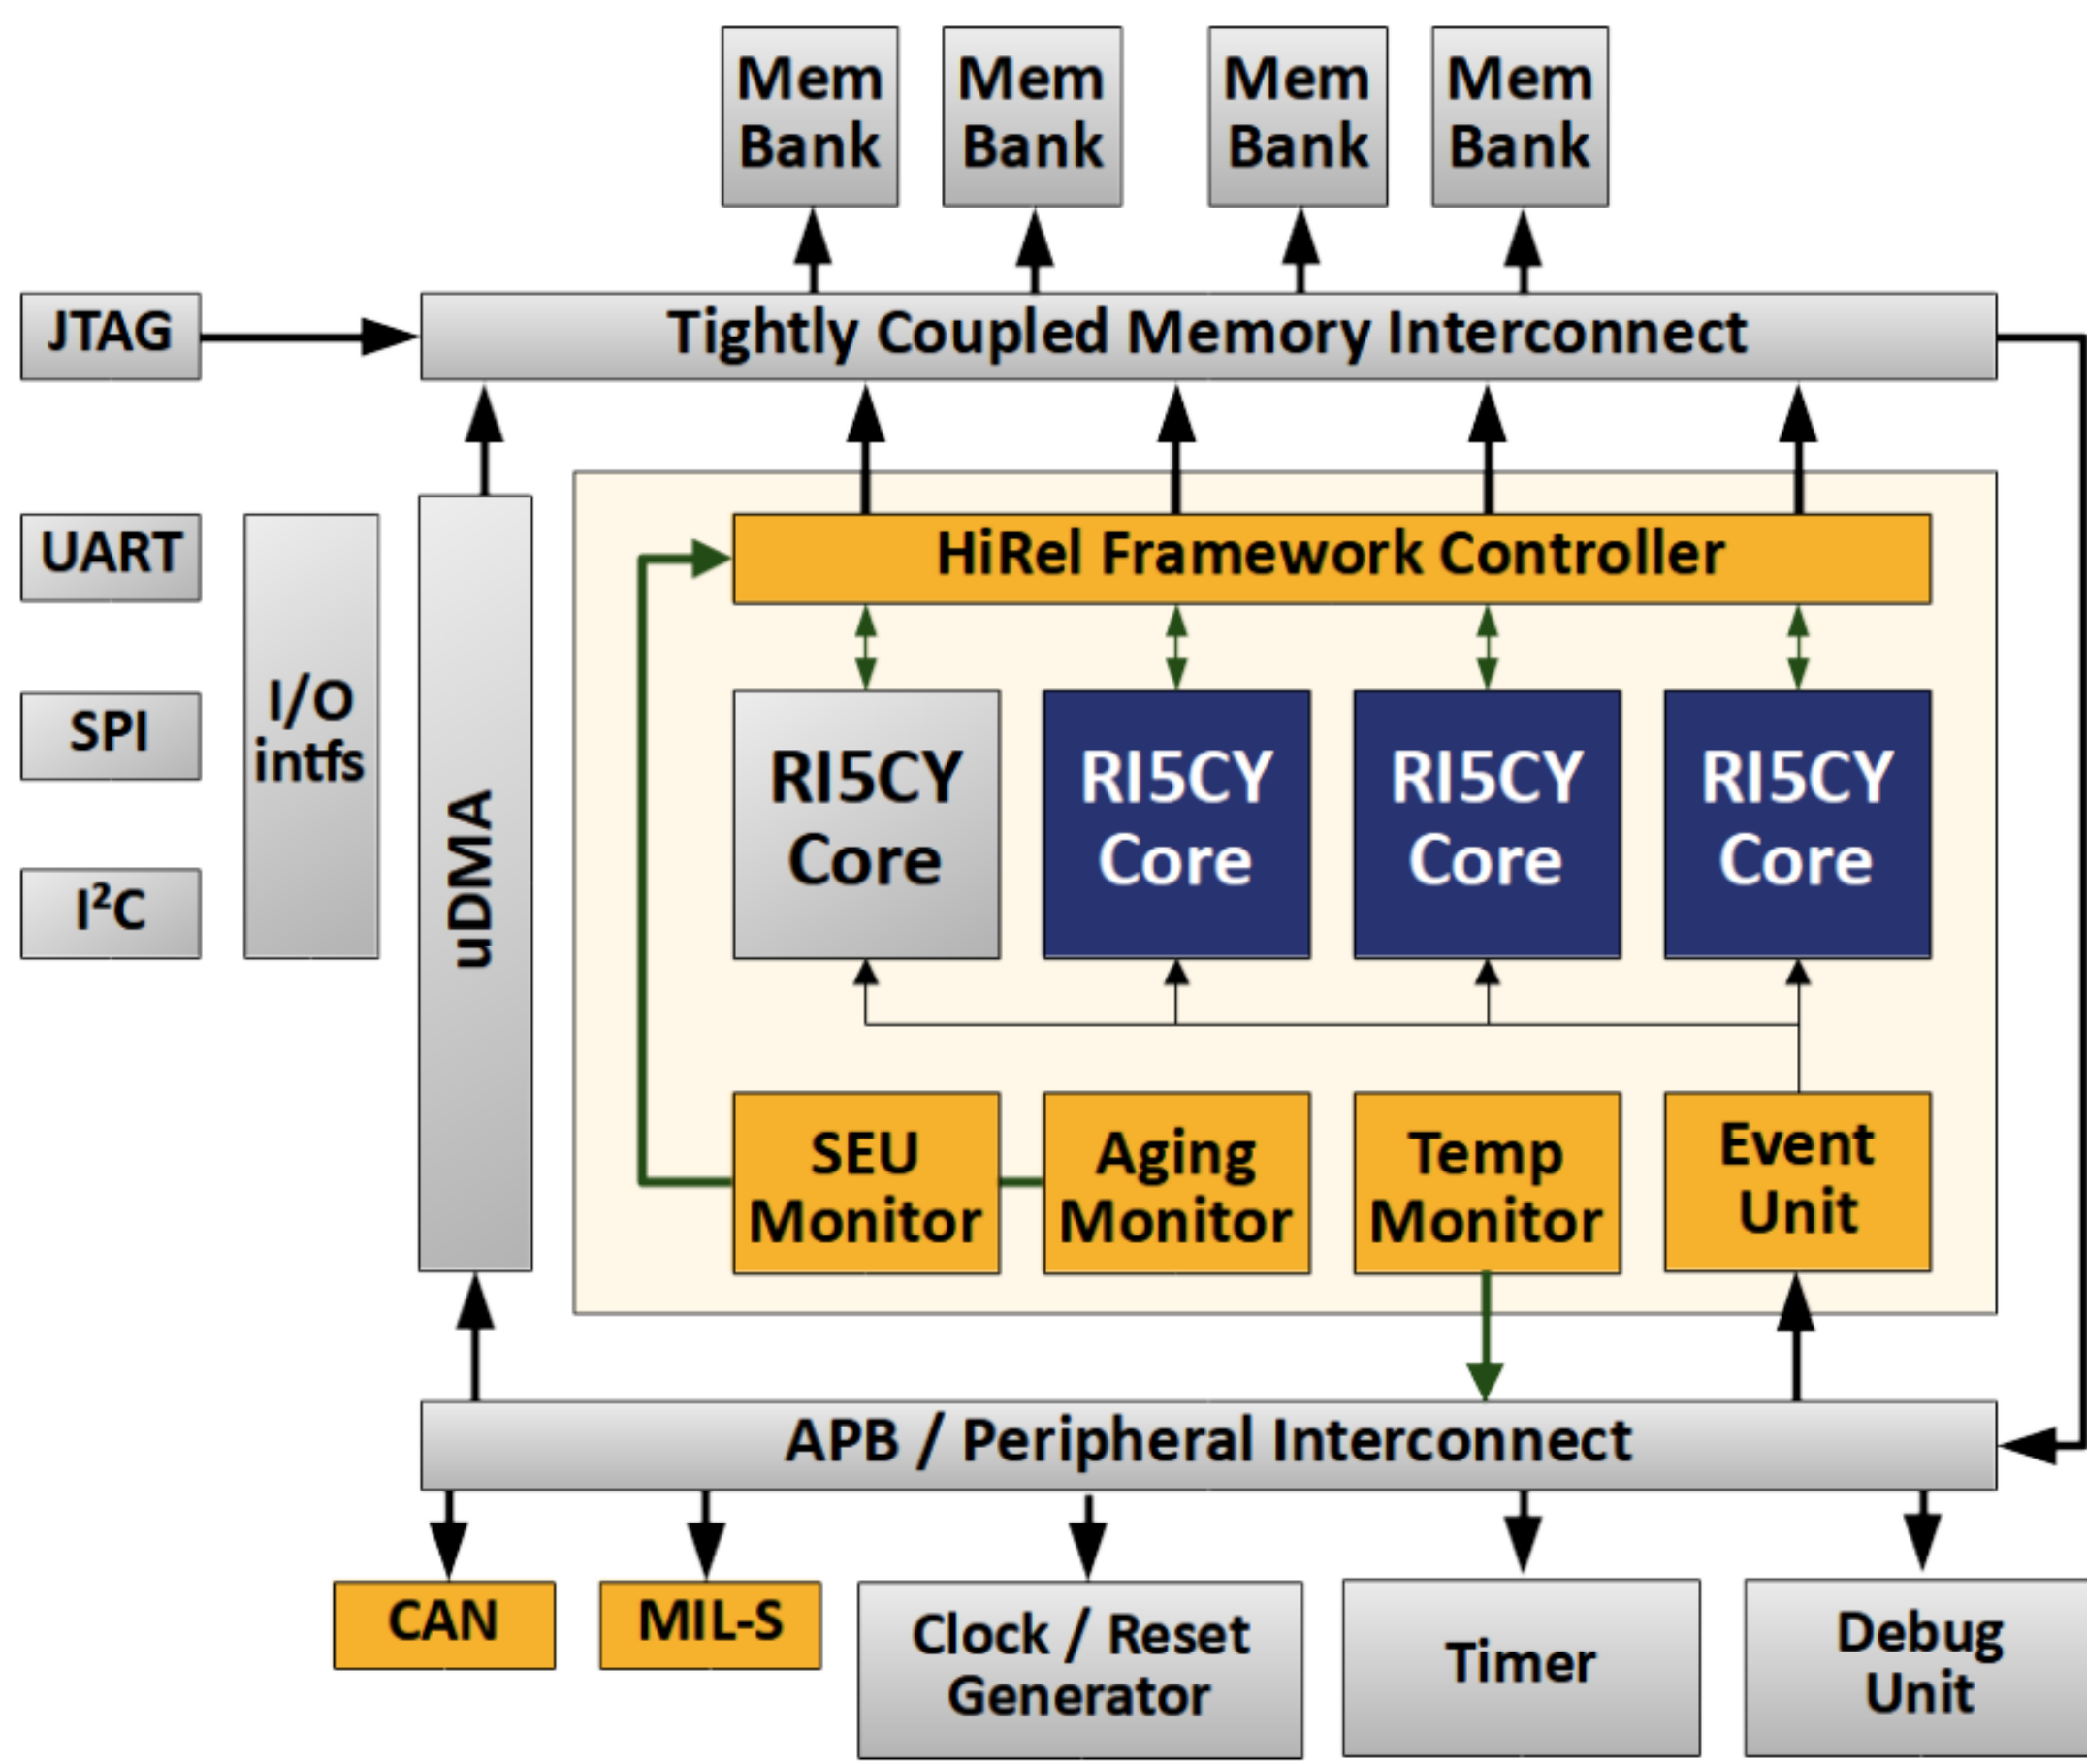 Mem
Bank
Mem
Bank
Mem
Bank
Mem
Bank
JTAG
Tightly Coupled Memory Interconnect
UART
SPI
I²C
I/O
intfs
uDMA
HiRel Framework Controller
RI5CY
Core
RI5CY
Core
RI5CY
Core
RI5CY
Core
SEU
Monitor
Aging
Monitor
Temp
Monitor
Event
Unit
APB / Peripheral Interconnect
CAN
MIL-S
Clock / Reset
Generator
Timer
Debug
Unit